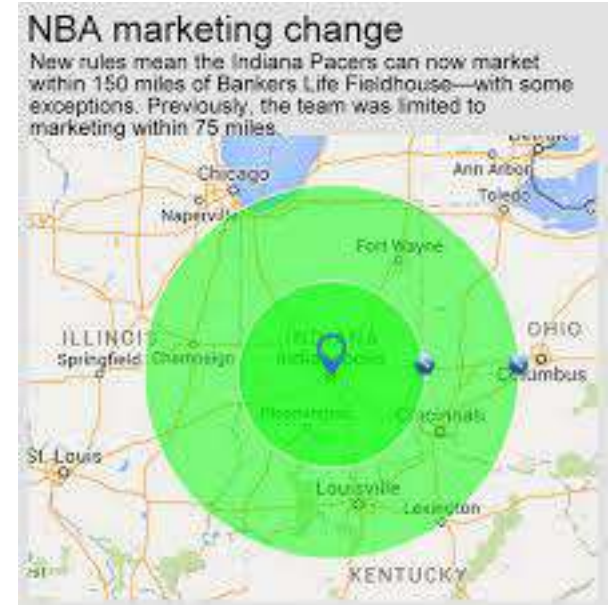 NBA marketing change
New rules mean the Indiana Pacers can now market
within 150 miles of Bankers Life Fieldhouse—with some
exceptions. Previously, the team was limited to
marketing within 75 miles.
Chicago
Ann Arbor
Toledo
Naperville
Fort Wayne
ILLINOIS
INDIANA
OHIO
Springfield
Champaign
Columbus
Cincinnati
St. Louis
Louisville
Lexington
KENTUCKY